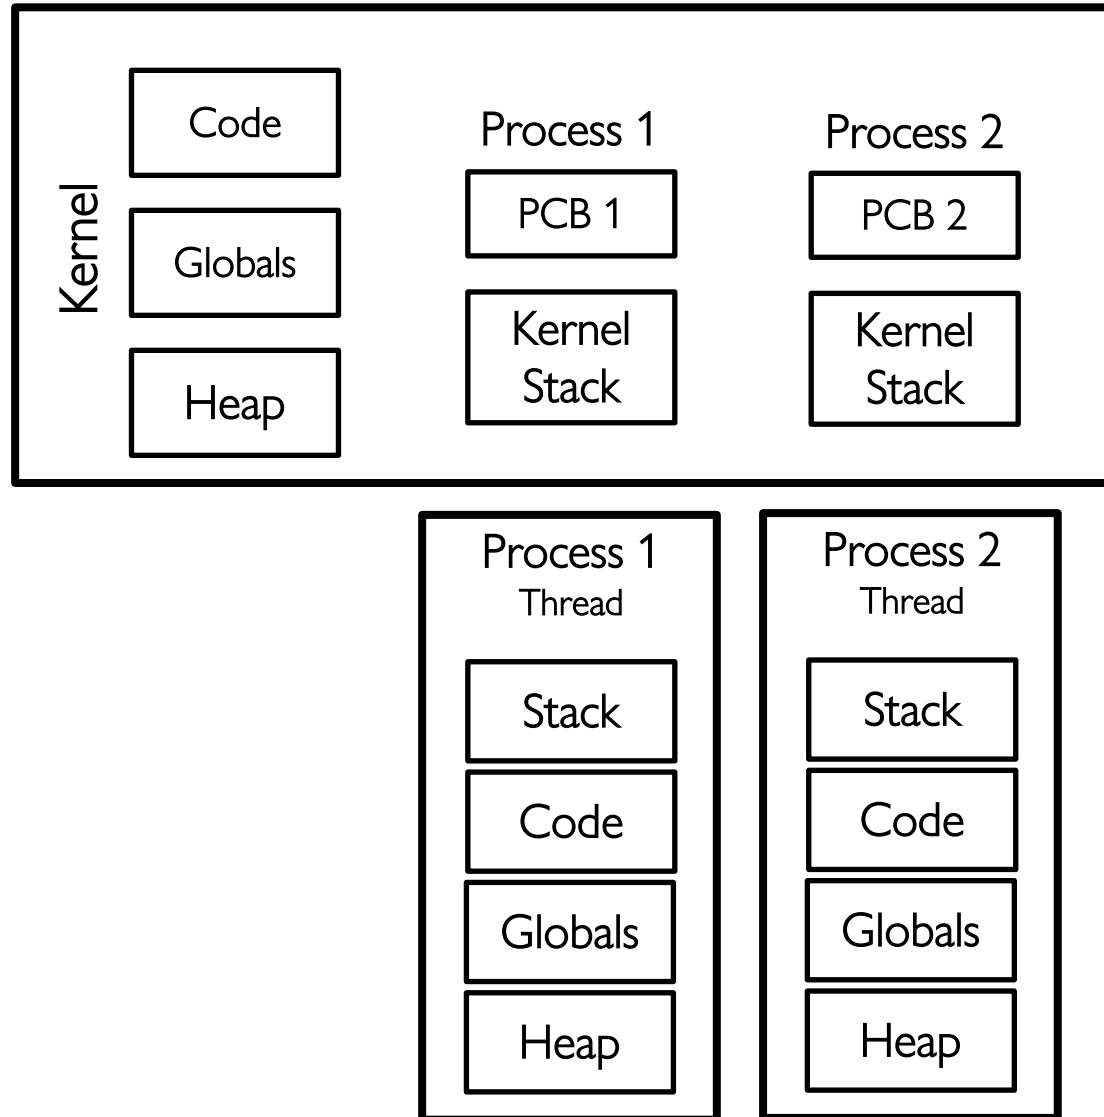 Kernel
Code
Globals
Heap
Process 1
PCB 1
Kernel
Stack
Process 2
PCB 2
Kernel
Stack
Process 1
Thread
Stack
Code
Globals
Heap
Process 2
Thread
Stack
Code
Globals
Heap